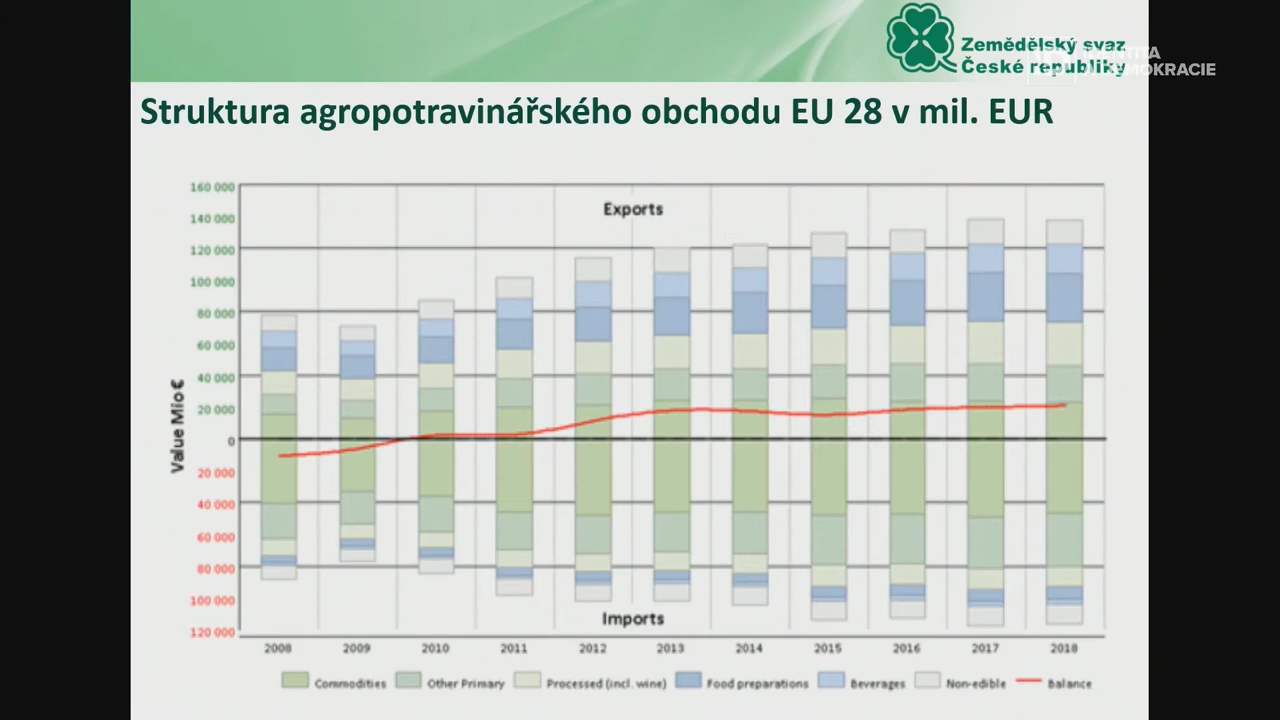 Zemědělský svaz
České republiky
DEMOKRACIE
Struktura agropotravinářského obchodu EU 28 v mil. EUR
160 000
140 000
120 000
100 000
80 000
60 000
40 000
20 000
0
20 000
40 000
60 000
80 000
100 000
120 000
Value Mio €
Exports
Imports
2008 2009 2010 2011 2012 2013 2014 2015 2016 2017 2018
Commodities Other Primary Processed (incl. wine) Food preparations Beverages Non-edible Balance